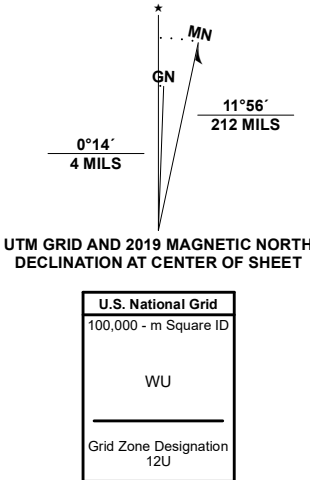 ★
MN
GN
11°56´
212 MILS
0°14´
4 MILS
UTM GRID AND 2019 MAGNETIC NORTH
DECLINATION AT CENTER OF SHEET
U.S. National Grid
100,000 - m Square ID
WU
Grid Zone Designation
12U